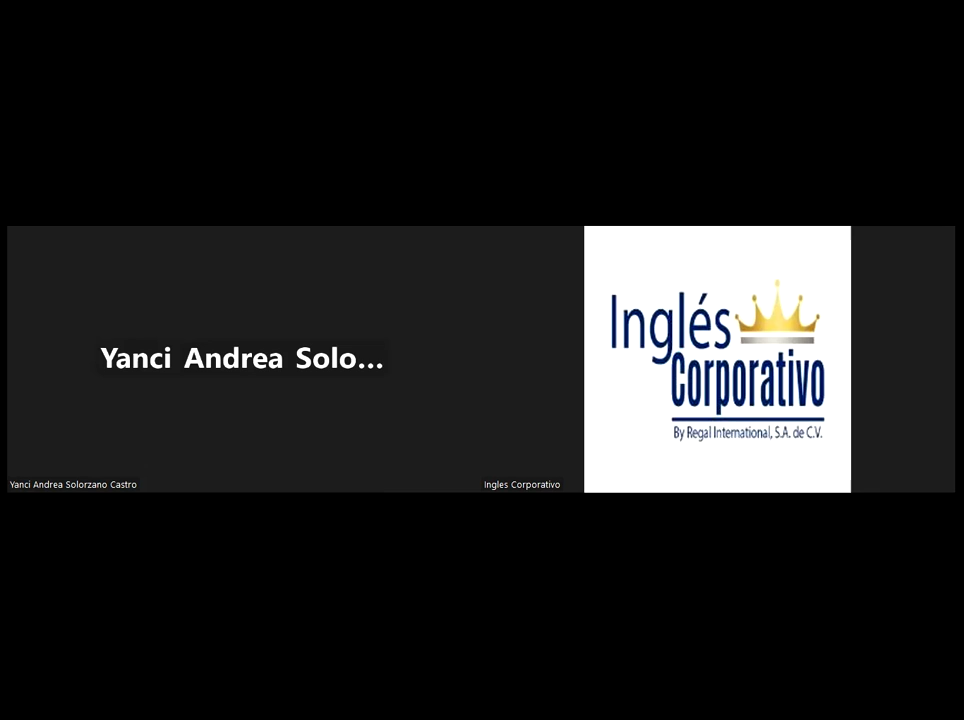 Yanci Andrea Solo...
Yanci Andrea Solorzano Castro
Inglés
Corporativo
By Regal International, S.A. de C.V.
Ingles Corporativo